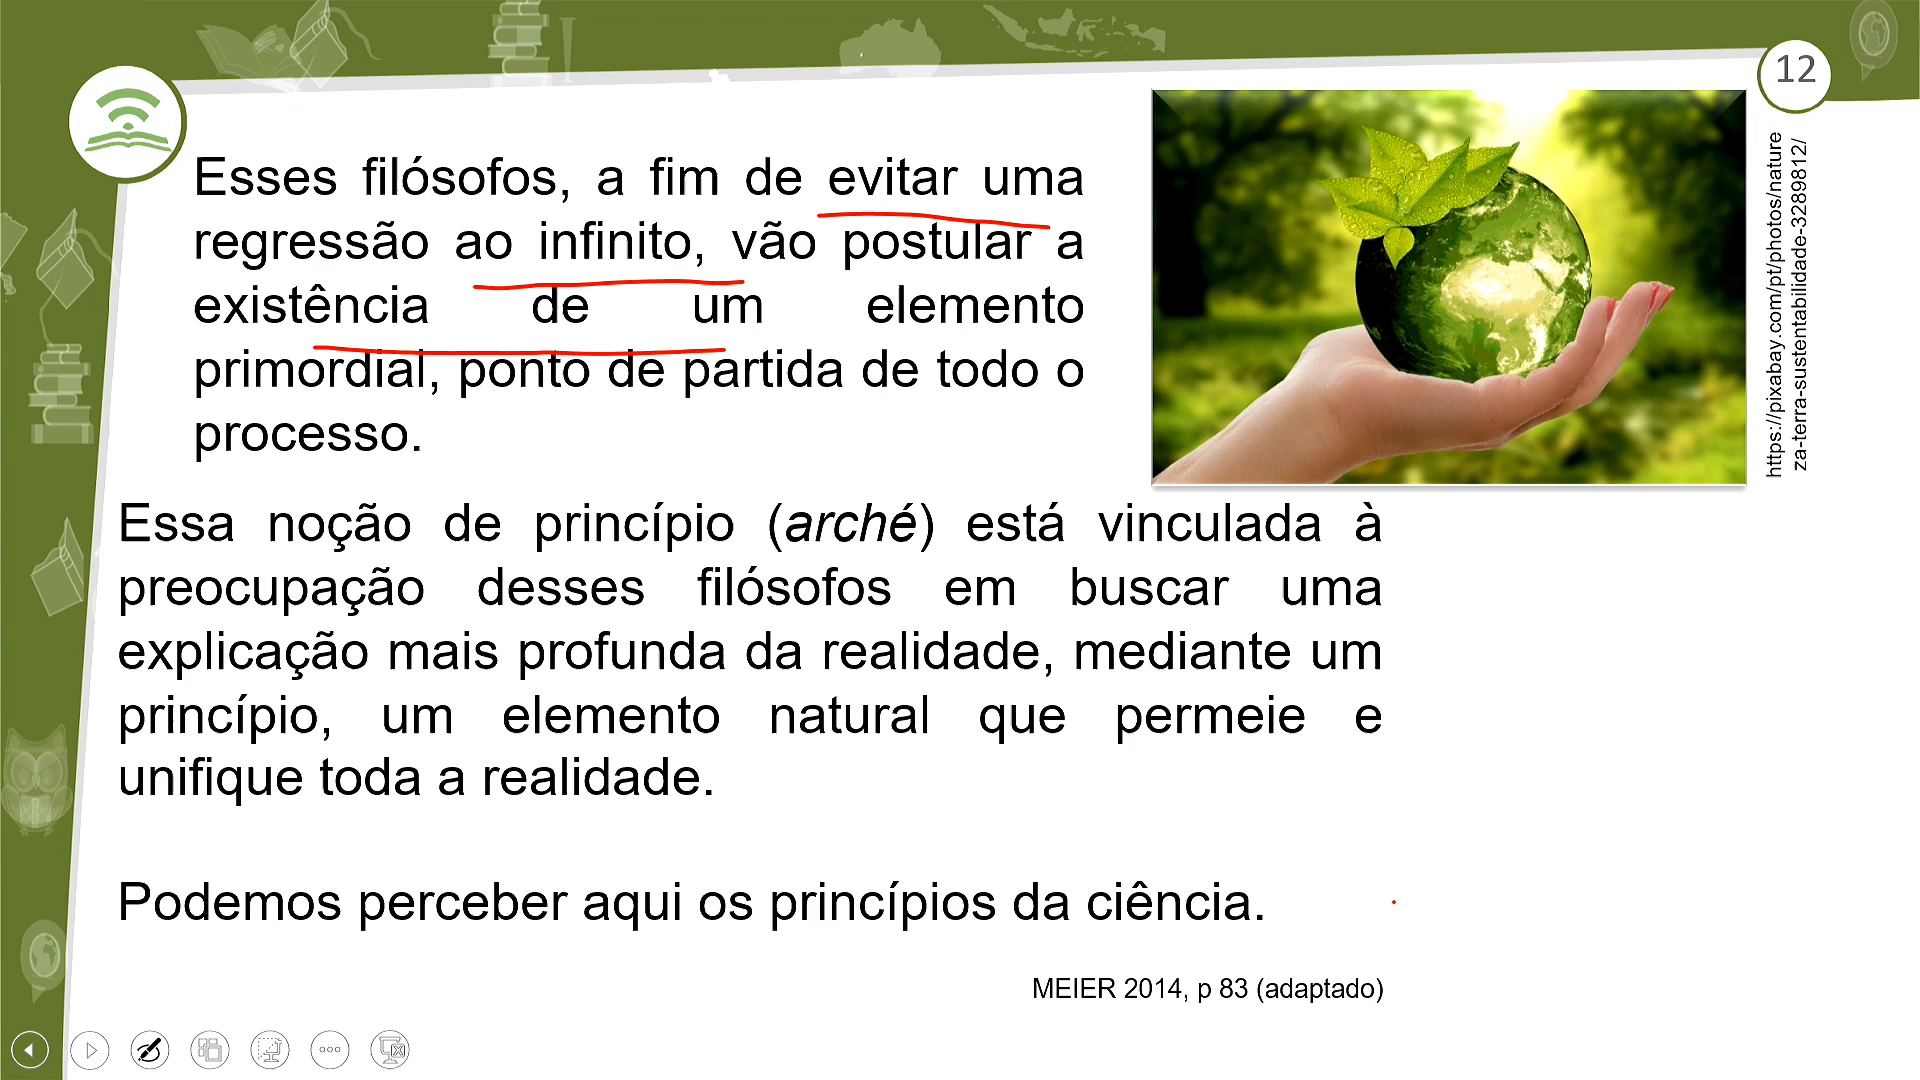 12
Esses filósofos, a fim de evitar uma
regressão ao infinito, vão postular a
existência de um elemento
primordial, ponto de partida de todo o
processo.
https://pixabay.com/pt/photos/nature
za-terra-sustentabilidade-3289812/
Essa noção de princípio (arché) está vinculada à
preocupação desses filósofos em buscar uma
explicação mais profunda da realidade, mediante um
princípio, um elemento natural que permeie e
unifique toda a realidade.
Podemos perceber aqui os princípios da ciência.
MEIER 2014, p 83 (adaptado)